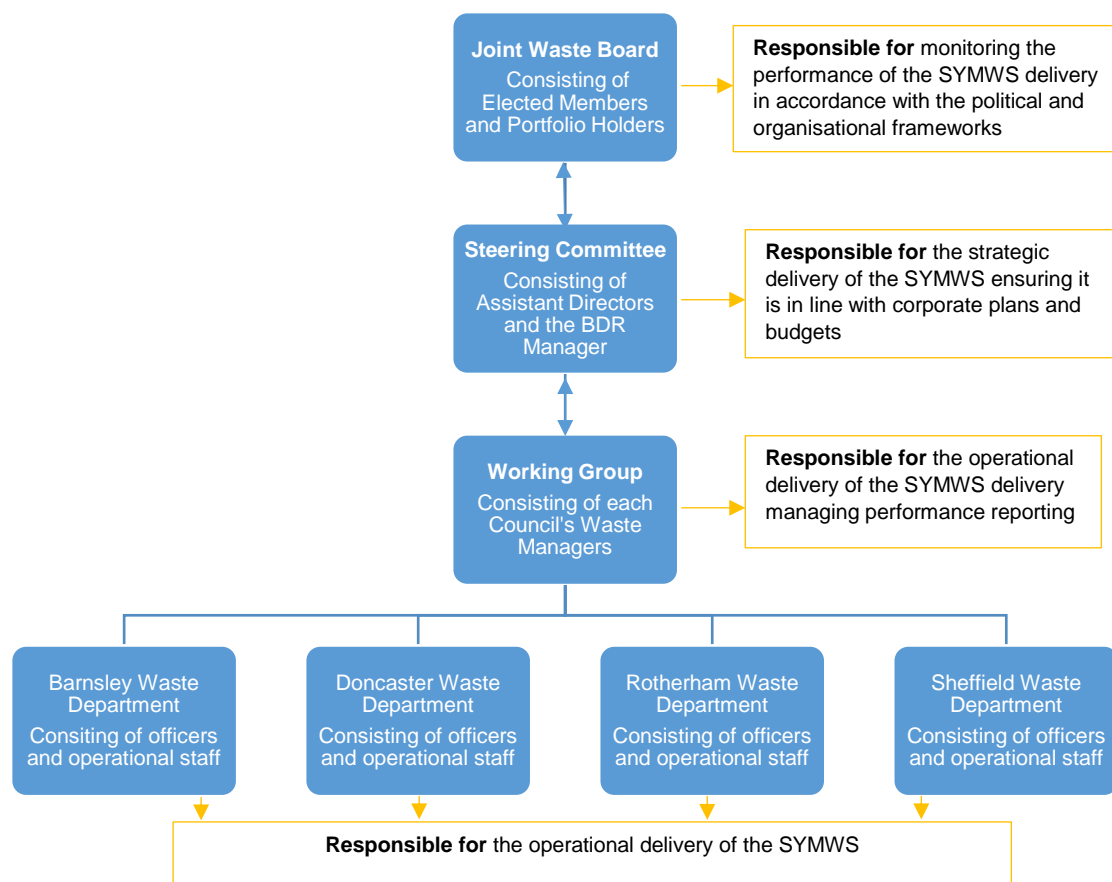 Joint Waste Board
Consisting of
Elected Members
and Portfolio Holders
Responsible for monitoring the
performance of the SYMWS delivery
in accordance with the political and
organisational frameworks
Steering Committee
Consisting of
Assistant Directors
and the BDR
Manager
Responsible for the strategic
delivery of the SYMWS ensuring it
is in line with corporate plans and
budgets
Working Group
Consisting of each
Council's Waste
Managers
Responsible for the operational
delivery of the SYMWS delivery
managing performance reporting
Barnsley Waste
Department
Consiting of officers
and operational staff
Doncaster Waste
Department
Consisting of officers
and operational staff
Rotherham Waste
Department
Consisting of officers
and operational staff
Sheffield Waste
Department
Consisting of officers
and operational staff
Responsible for the operational delivery of the SYMWS